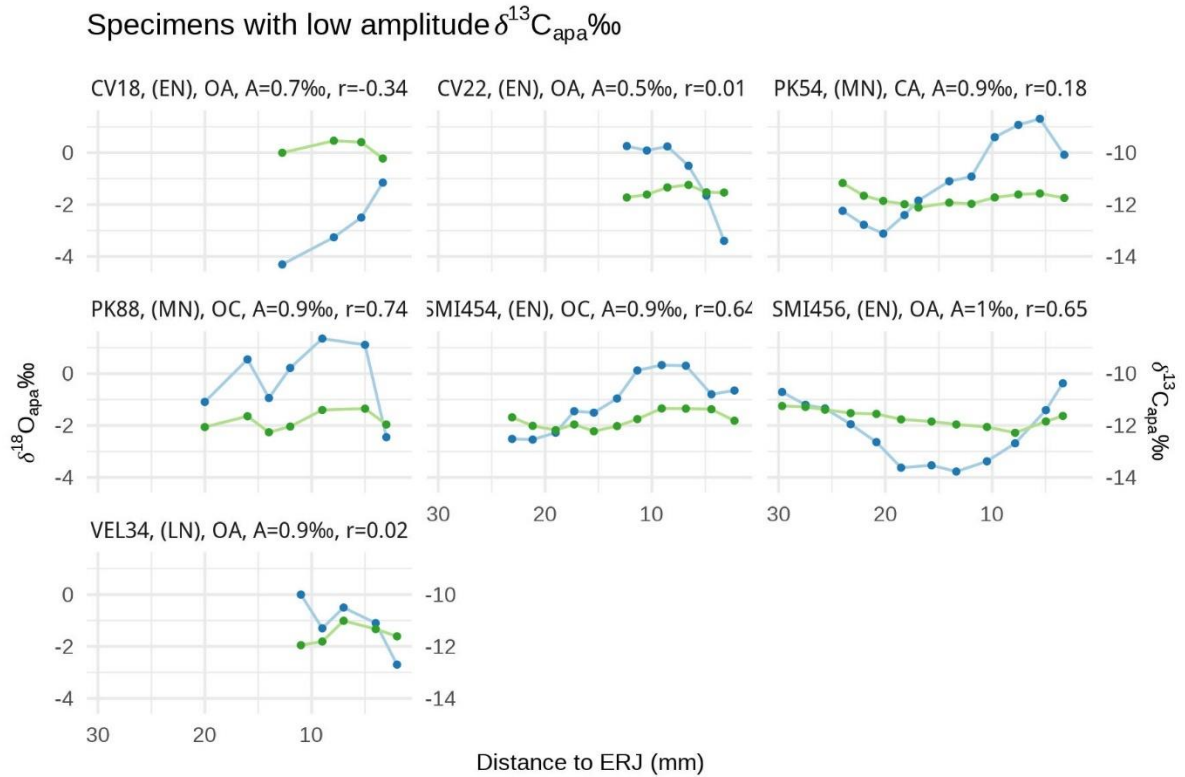 Specimens with low amplitude δ¹³Cₐₚₐ‰
CV18, (EN), OA, A=0.7‰, r=-0.34
CV22, (EN), OA, A=0.5‰, r=0.01
PK54, (MN), CA, A=0.9‰, r=0.18
0
-2
-4
-10
-12
-14
PK88, (MN), OC, A=0.9‰, r=0.74
SMI454, (EN), OC, A=0.9‰, r=0.64
SMI456, (EN), OA, A=1‰, r=0.65
0
-2
-4
-10
-12
-14
30 20 10
30 20 10
VEL34, (LN), OA, A=0.9‰, r=0.02
0
-2
-4
-10
-12
-14
30 20 10
δ¹⁸Oₐₚₐ‰
δ¹³Cₐₚₐ‰
Distance to ERJ (mm)